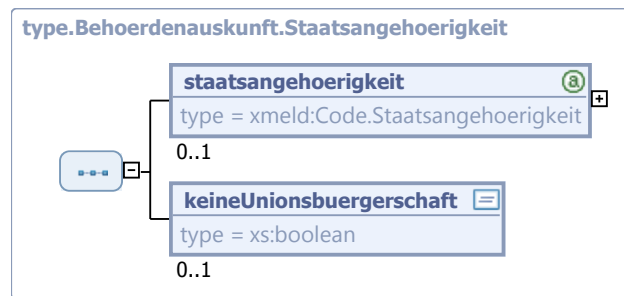 type.Behoerdenauskunft.Staatsangehoerigkeit
staatsangehoerigkeit
type = xmeld:Code.Staatsangehoerigkeit
0..1
keineUnionsbuergerschaft
type = xs:boolean
0..1